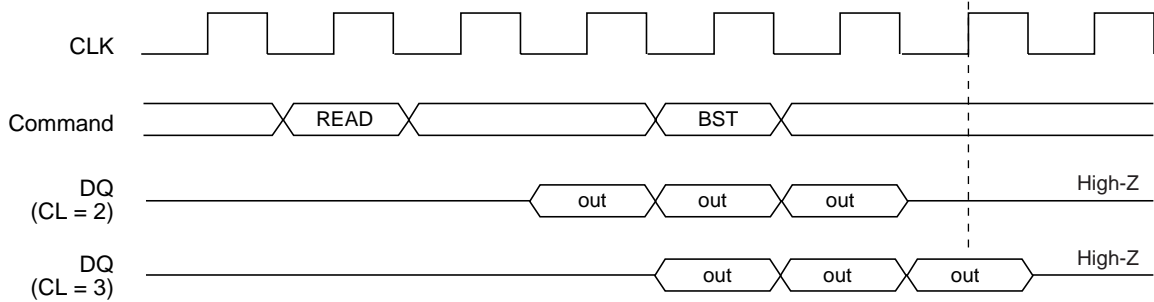 CLK
Command
READ
BST
DQ
(CL = 2)
out
out
out
High-Z
DQ
(CL = 3)
out
out
out
High-Z